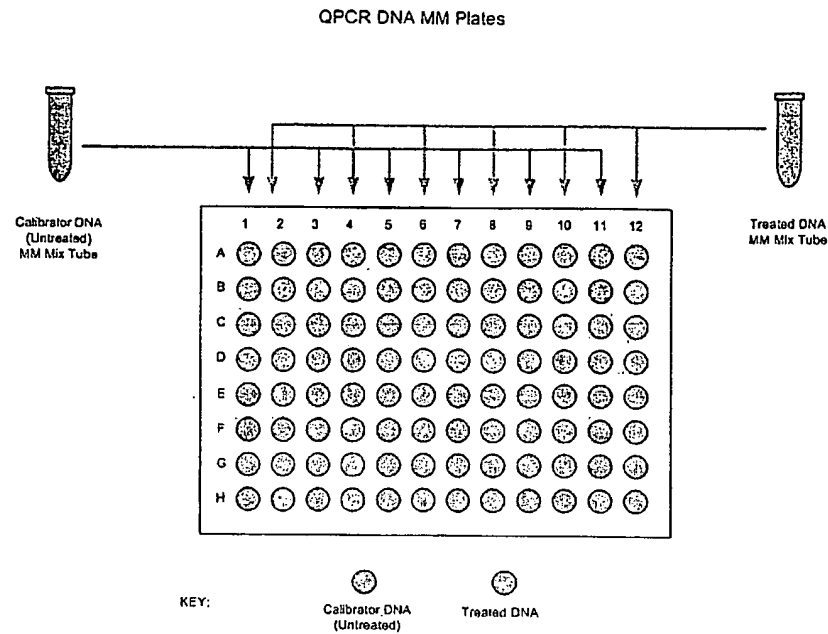 QPCR DNA MM Plates
Calibrator DNA
(Untreated)
MM Mix Tube
Treated DNA
MM Mix Tube
1 2 3 4 5 6 7 8 9 10 11 12
A
B
C
D
E
F
G
H
KEY:
Calibrator DNA
(Untreated)
Treated DNA